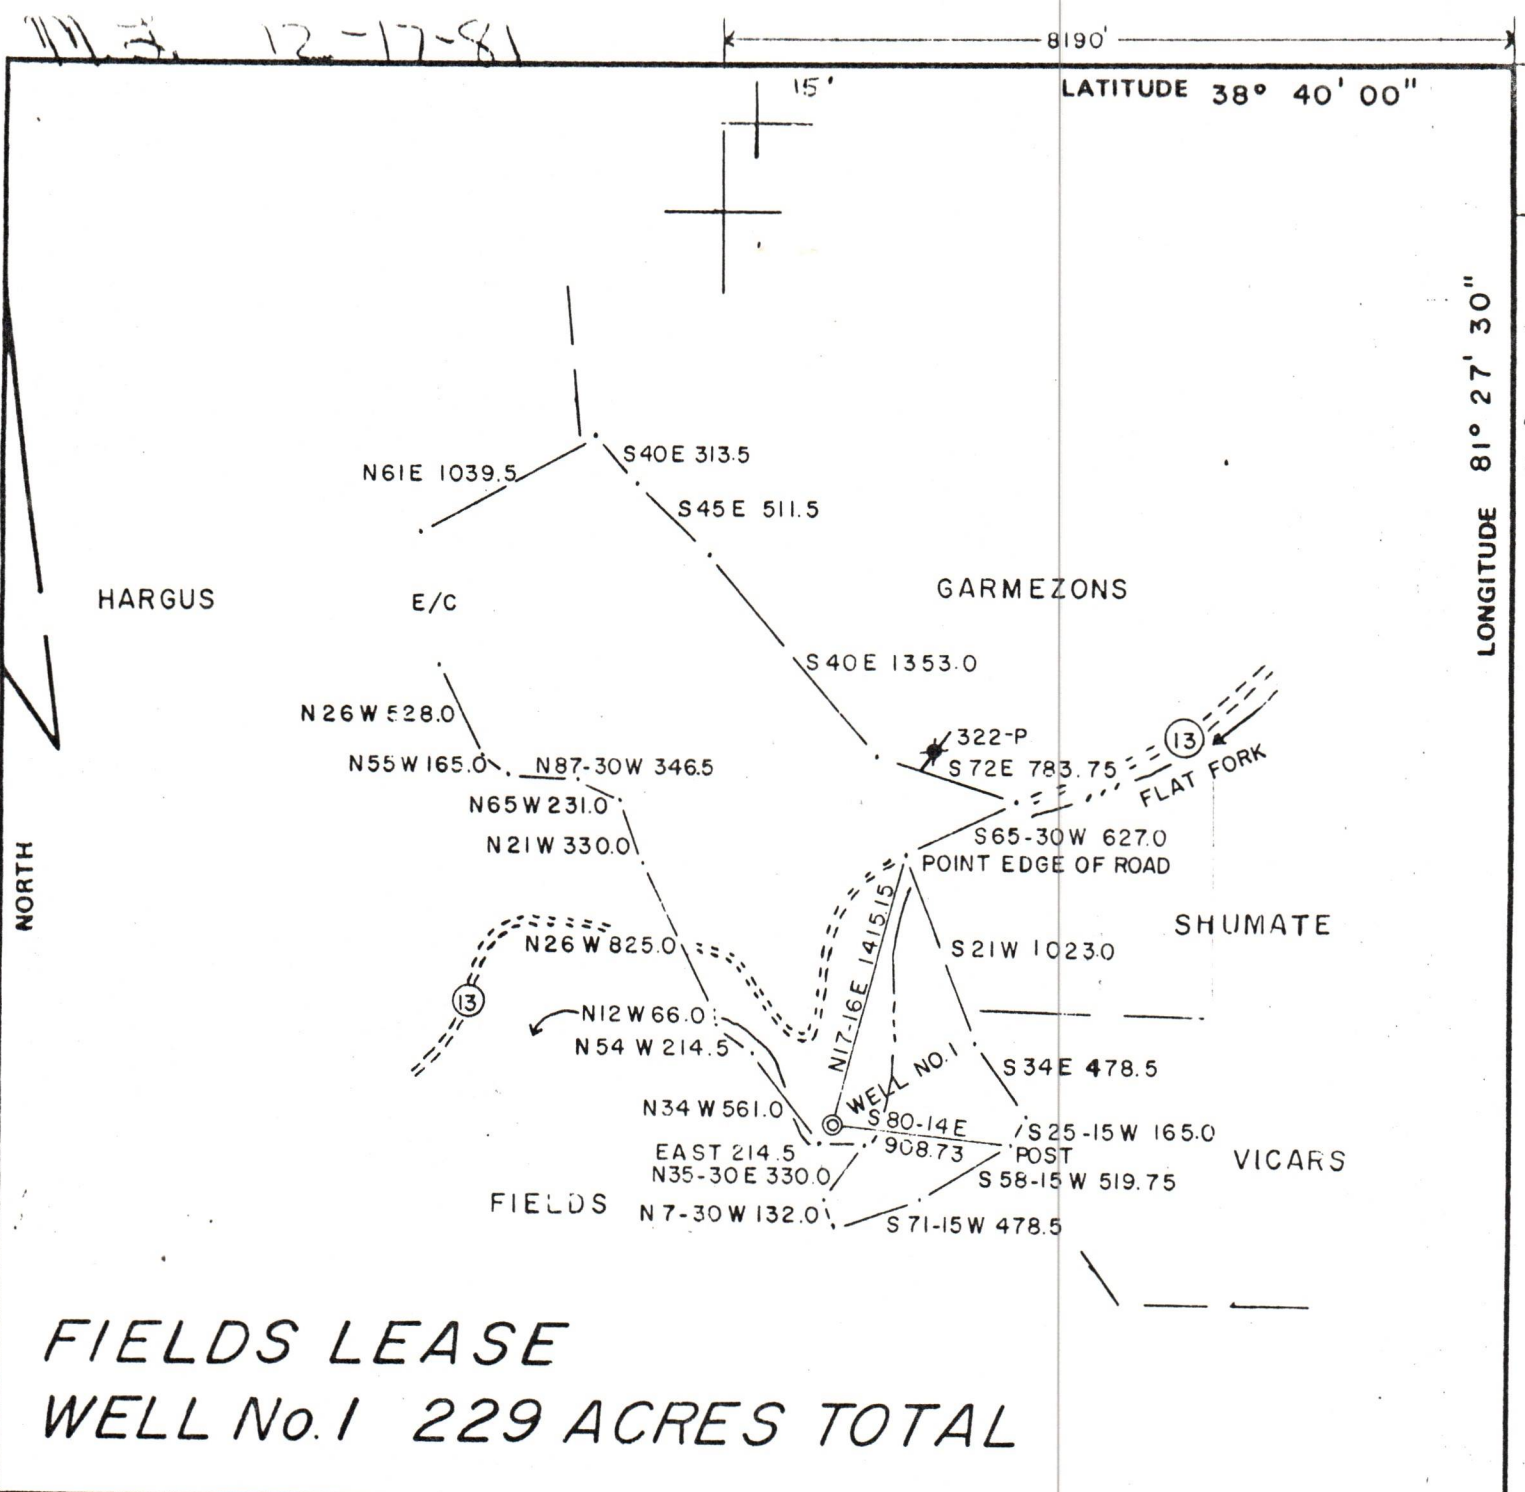 12-17-81
8190'
15'
LATITUDE 38° 40' 00"
LONGITUDE 81° 27' 30"
N61E 1039.5
S40E 313.5
S45E 511.5
HARGUS
E/C
GARMEZONS
S40E 1353.0
N26W 528.0
322-P
13
N55W 165.0
N87-30W 346.5
S72E 783.75
FLAT FORK
N65W 231.0
N21W 330.0
S65-30W 627.0
POINT EDGE OF ROAD
NORTH
N17-16E 1415.15
SHUMATE
N26W 825.0
S21W 1023.0
13
N12W 66.0
N54W 214.5
WELL NO. 1
S34E 478.5
N34W 561.0
S80-14E
908.73
S25-15W 165.0
EAST 214.5
POST
VICARS
N35-30E 330.0
S58-15W 519.75
FIELDS
N7-30W 132.0
S71-15W 478.5
FIELDS LEASE
WELL No. 1 229 ACRES TOTAL